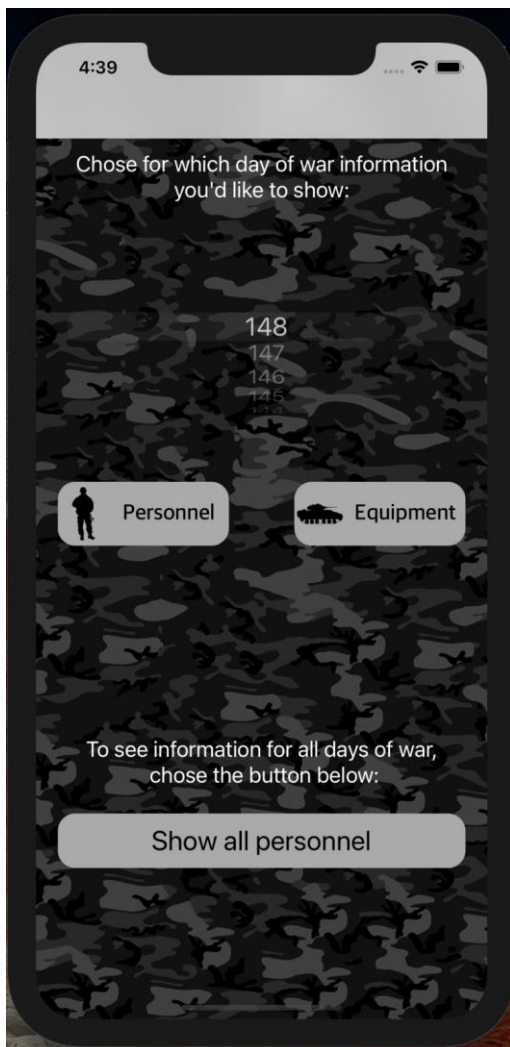 4:39
Chose for which day of war information
you'd like to show:
148
147
146
145
144
Personnel
Equipment
To see information for all days of war,
chose the button below:
Show all personnel